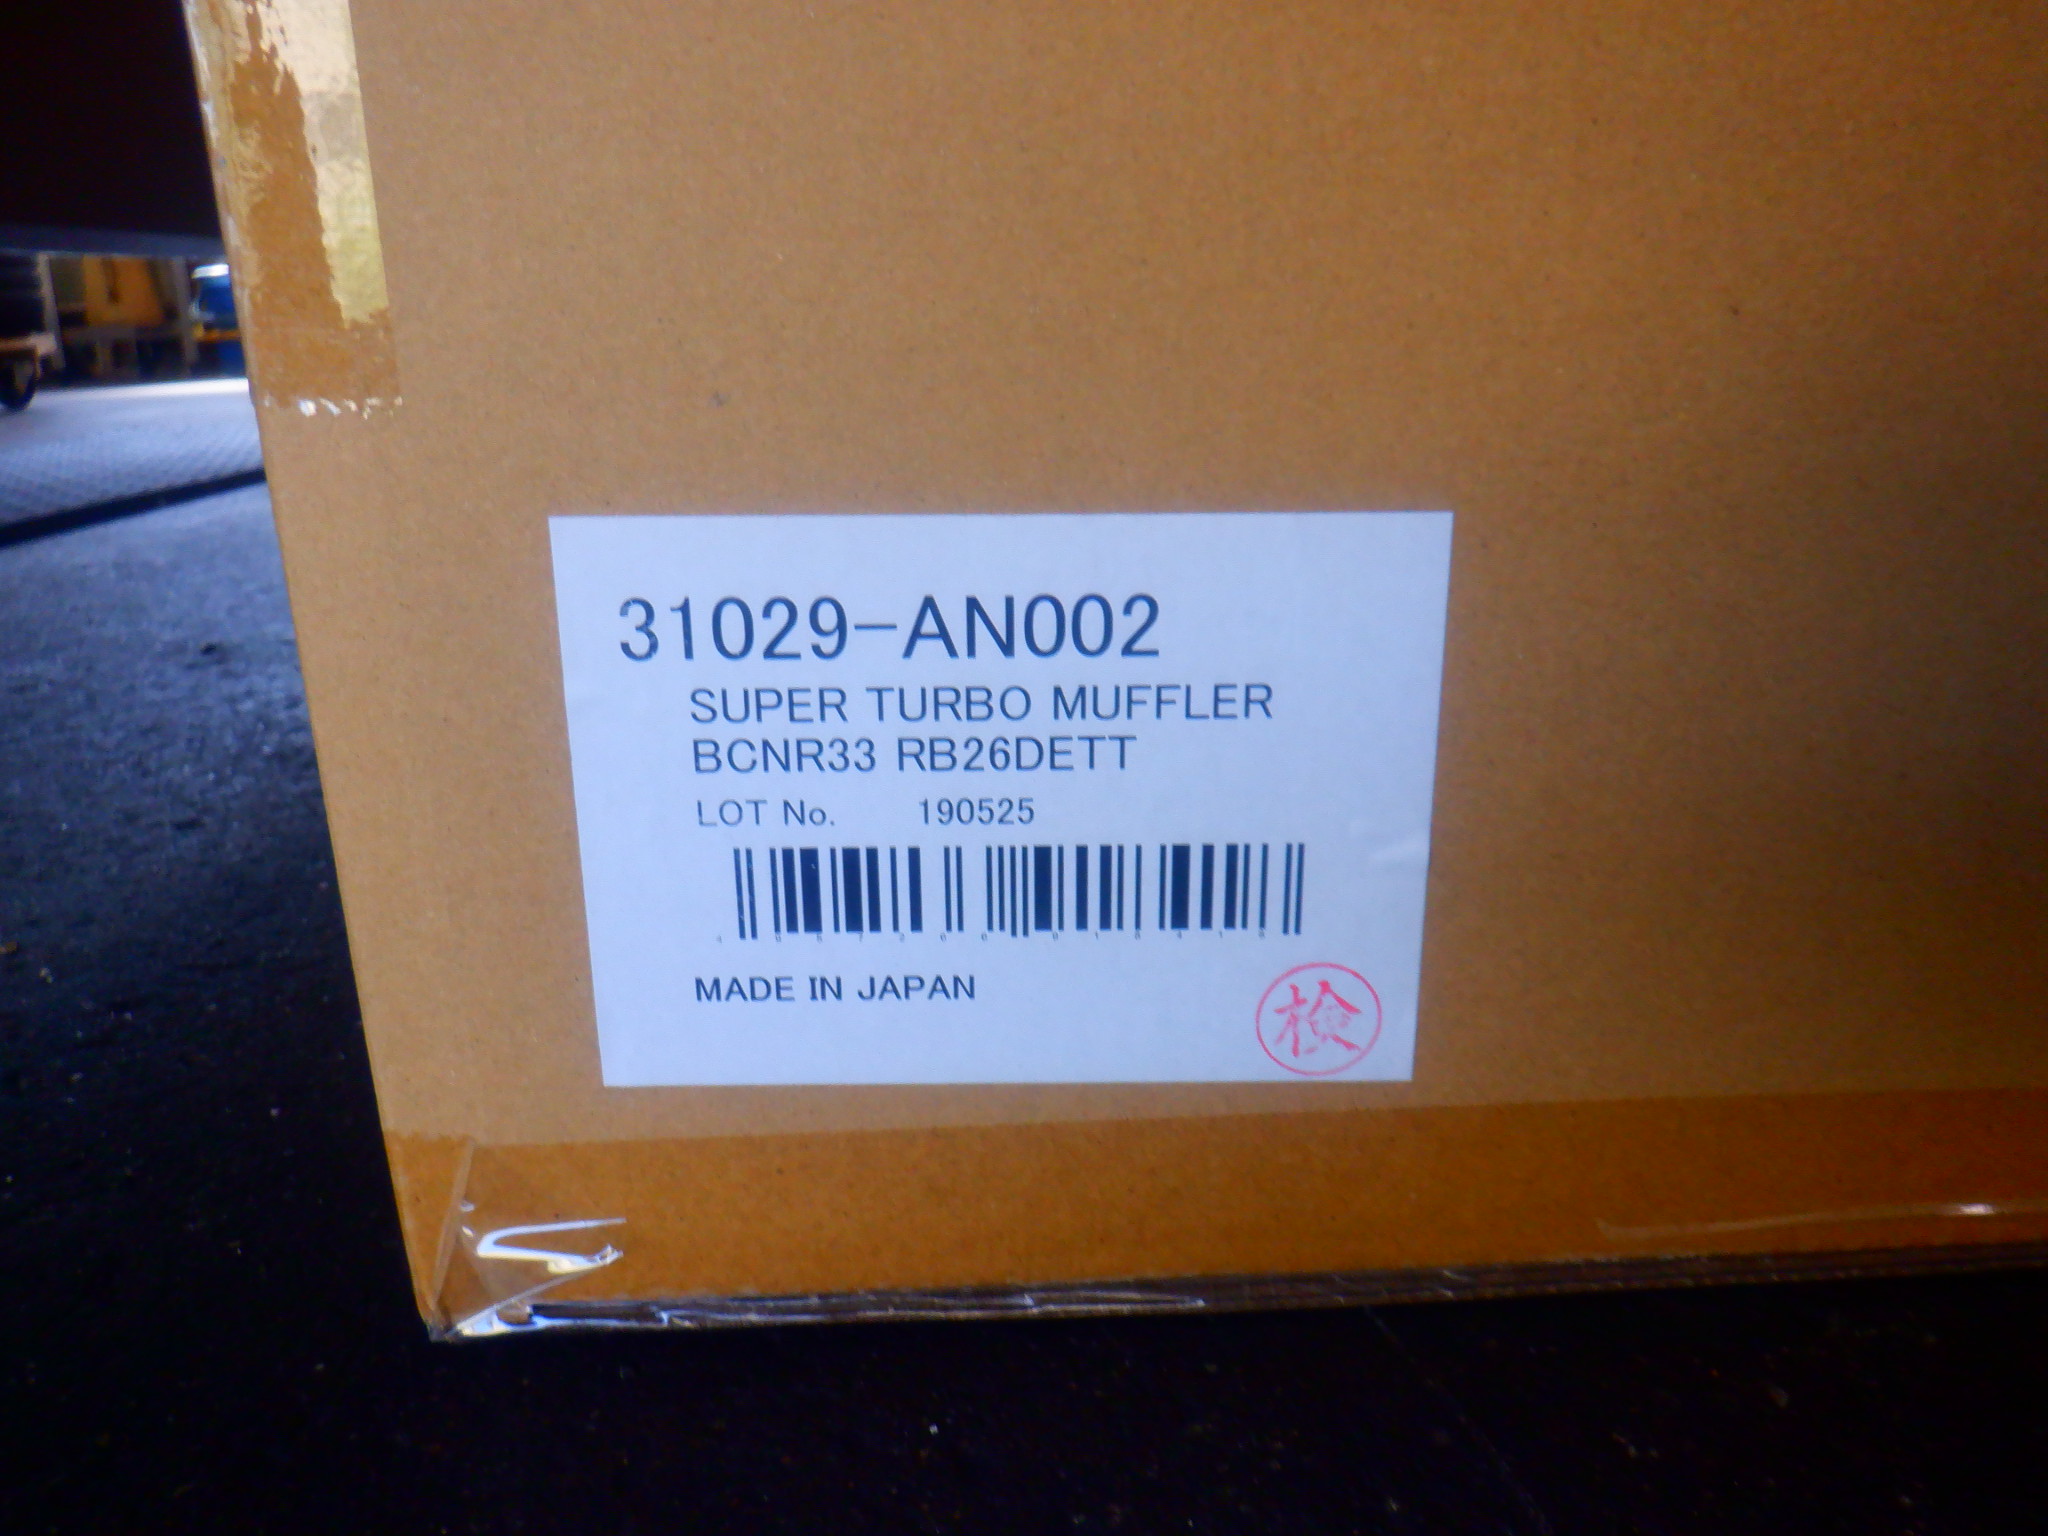 31029-AN002
SUPER TURBO MUFFLER
BCNR33 RB26DETT
LOT No. 190525
MADE IN JAPAN
検